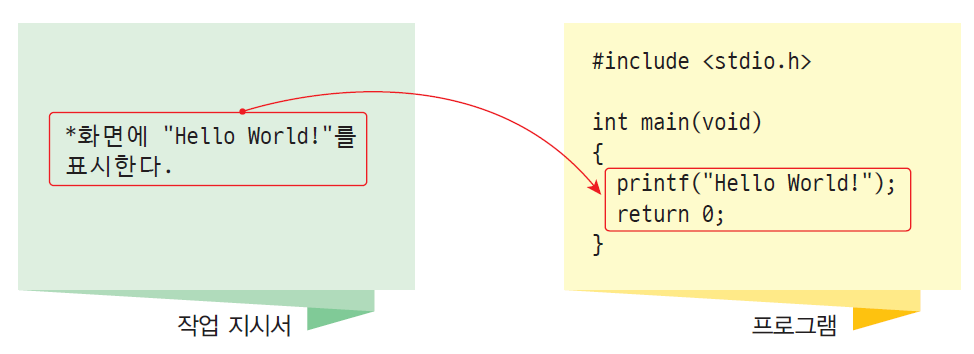 *화면에 "Hello World!"를
표시한다.
작업 지시서
#include <stdio.h>
int main(void)
{
printf("Hello World!");
return 0;
}
프로그램